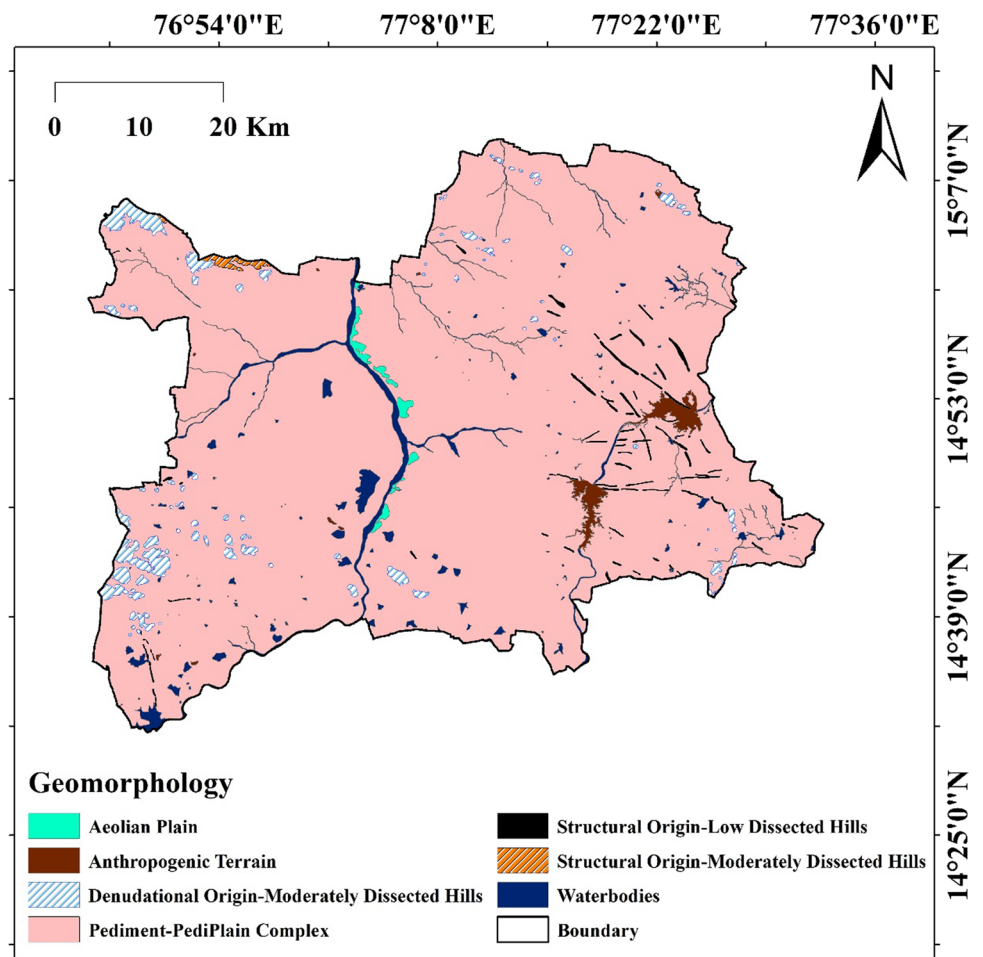 76°54'0"E 77°8'0"E 77°22'0"E 77°36'0"E
N
0 10 20 Km
15°7'0"N
14°53'0"N
14°39'0"N
14°25'0"N
Geomorphology
Aeolian Plain
Anthropogenic Terrain
Denudational Origin-Moderately Dissected Hills
Pediment-PediPlain Complex
Structural Origin-Low Dissected Hills
Structural Origin-Moderately Dissected Hills
Waterbodies
Boundary